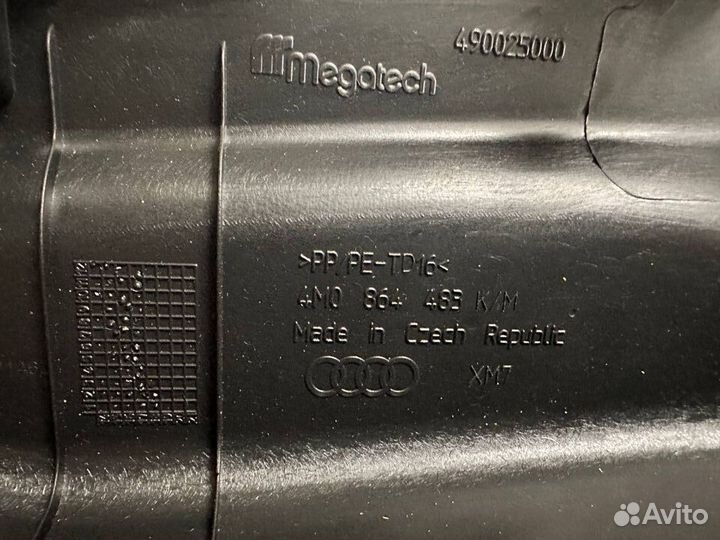 megatech
490025000
>PP/PE-TD16<
4M0 864 483 K/M
Made in Czech Republic
XM7
Avito